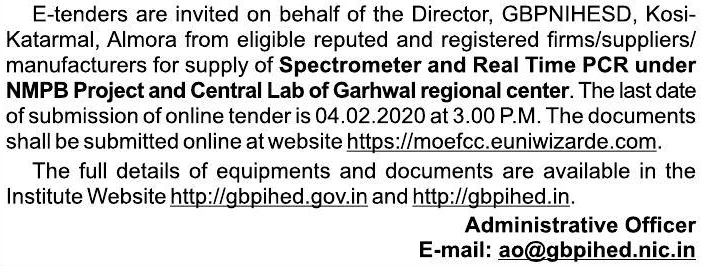 E-tenders are invited on behalf of the Director, GBPNIHESD, Kosi-
Katarmal, Almora from eligible reputed and registered firms/suppliers/
manufacturers for supply of Spectrometer and Real Time PCR under
NMPB Project and Central Lab of Garhwal regional center. The last date
of submission of online tender is 04.02.2020 at 3.00 P.M. The documents
shall be submitted online at website https://moefcc.euniwizarde.com.
The full details of equipments and documents are available in the
Institute Website http://gbpihed.gov.in and http://gbpihed.in.
Administrative Officer
E-mail: ao@gbpihed.nic.in